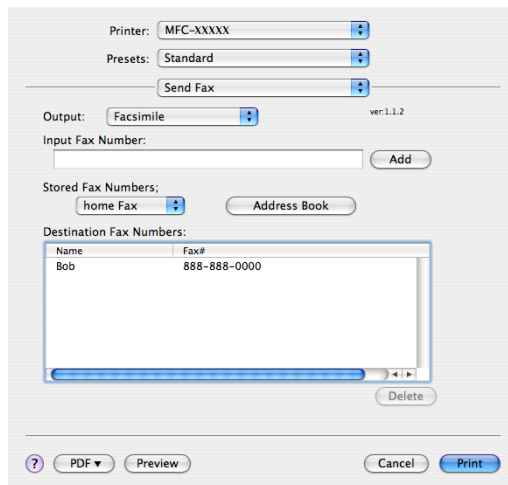 Printer: MFC-XXXXX
Presets: Standard
Send Fax
Output: Facsimile ver:1.1.2
Input Fax Number:
Add
Stored Fax Numbers;
home Fax Address Book
Destination Fax Numbers:
Name Fax#
Bob 888-888-0000
Delete
? PDF▼ Preview Cancel Print